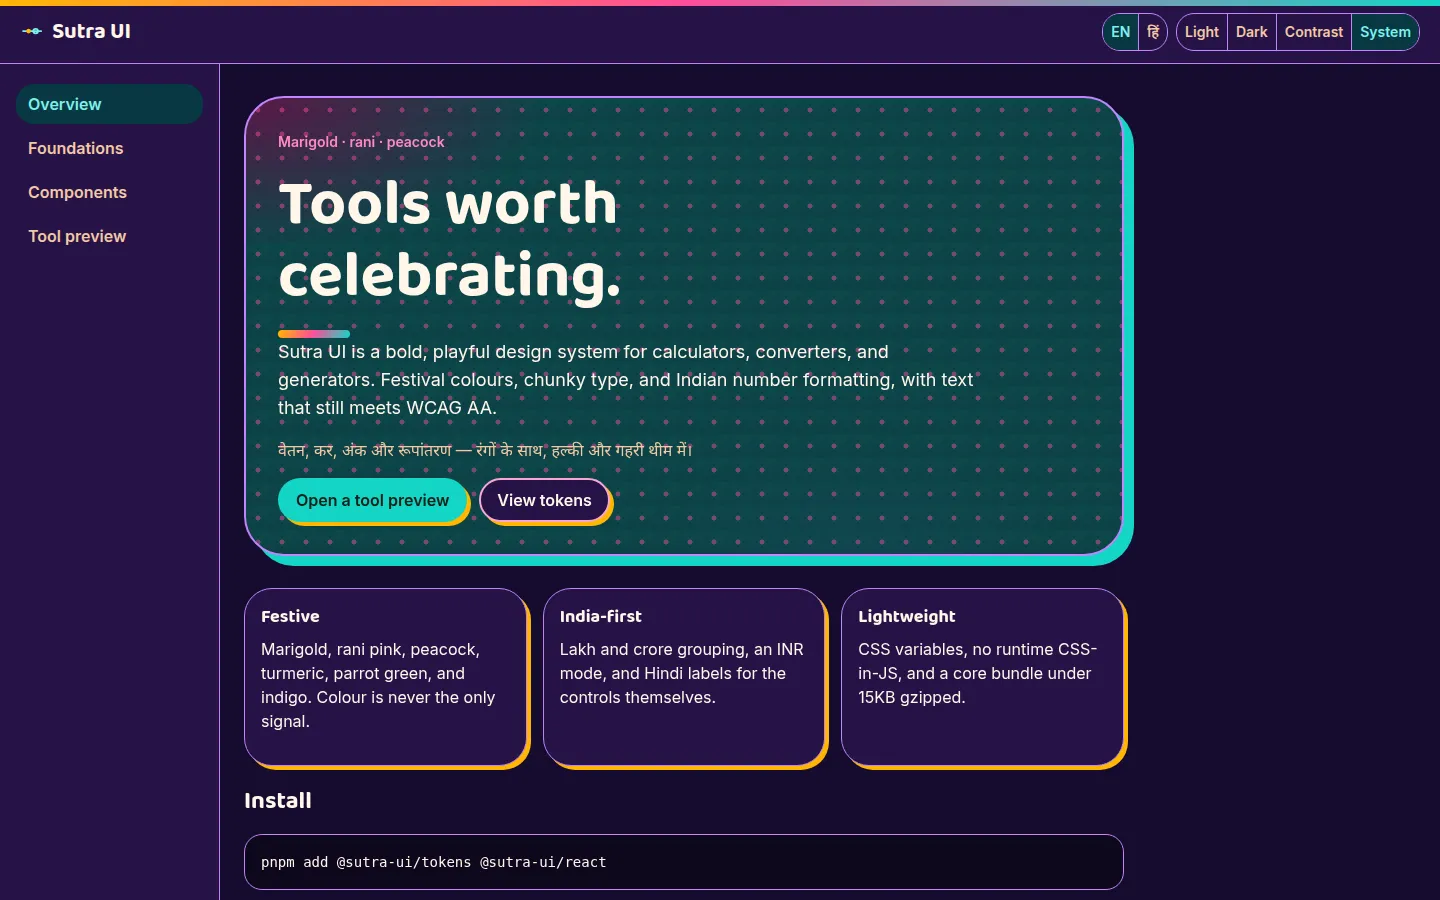 Sutra UI
EN
हिं
Light
Dark
Contrast
System
Overview
Foundations
Components
Tool preview
Marigold · rani · peacock
Tools worth
celebrating.
Sutra UI is a bold, playful design system for calculators, converters, and
generators. Festival colours, chunky type, and Indian number formatting, with text
that still meets WCAG AA.
वेतन, कर, अंक और रूपांतरण — रंगों के साथ, हल्की और गहरी थीम में।
Open a tool preview
View tokens
Festive
Marigold, rani pink, peacock,
turmeric, parrot green, and
indigo. Colour is never the only
signal.
India-first
Lakh and crore grouping, an INR
mode, and Hindi labels for the
controls themselves.
Lightweight
CSS variables, no runtime CSS-
in-JS, and a core bundle under
15KB gzipped.
Install
pnpm add @sutra-ui/tokens @sutra-ui/react